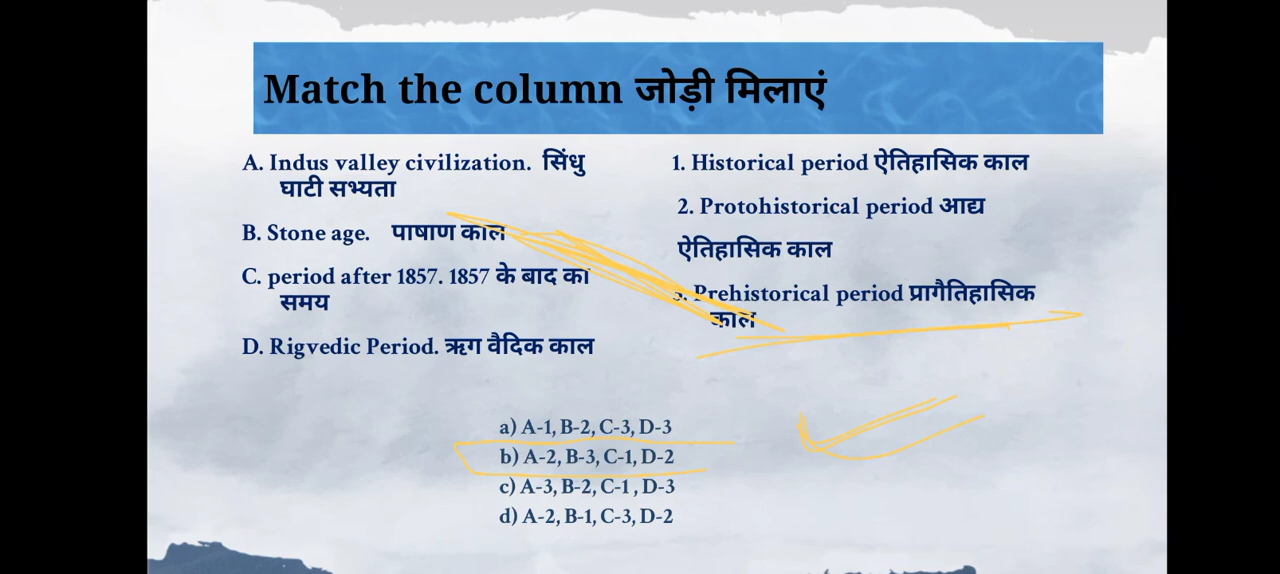 Match the column जोड़ी मिलाएं
A. Indus valley civilization. सिंधु
घाटी सभ्यता
B. Stone age. पाषाण काल
C. period after 1857. 1857 के बाद का
समय
D. Rigvedic Period. ऋग वैदिक काल
1. Historical period ऐतिहासिक काल
2. Protohistorical period आद्य
ऐतिहासिक काल
3. Prehistorical period प्रागैतिहासिक
काल
a) A-1, B-2, C-3, D-3
b) A-2, B-3, C-1, D-2
c) A-3, B-2, C-1 , D-3
d) A-2, B-1, C-3, D-2